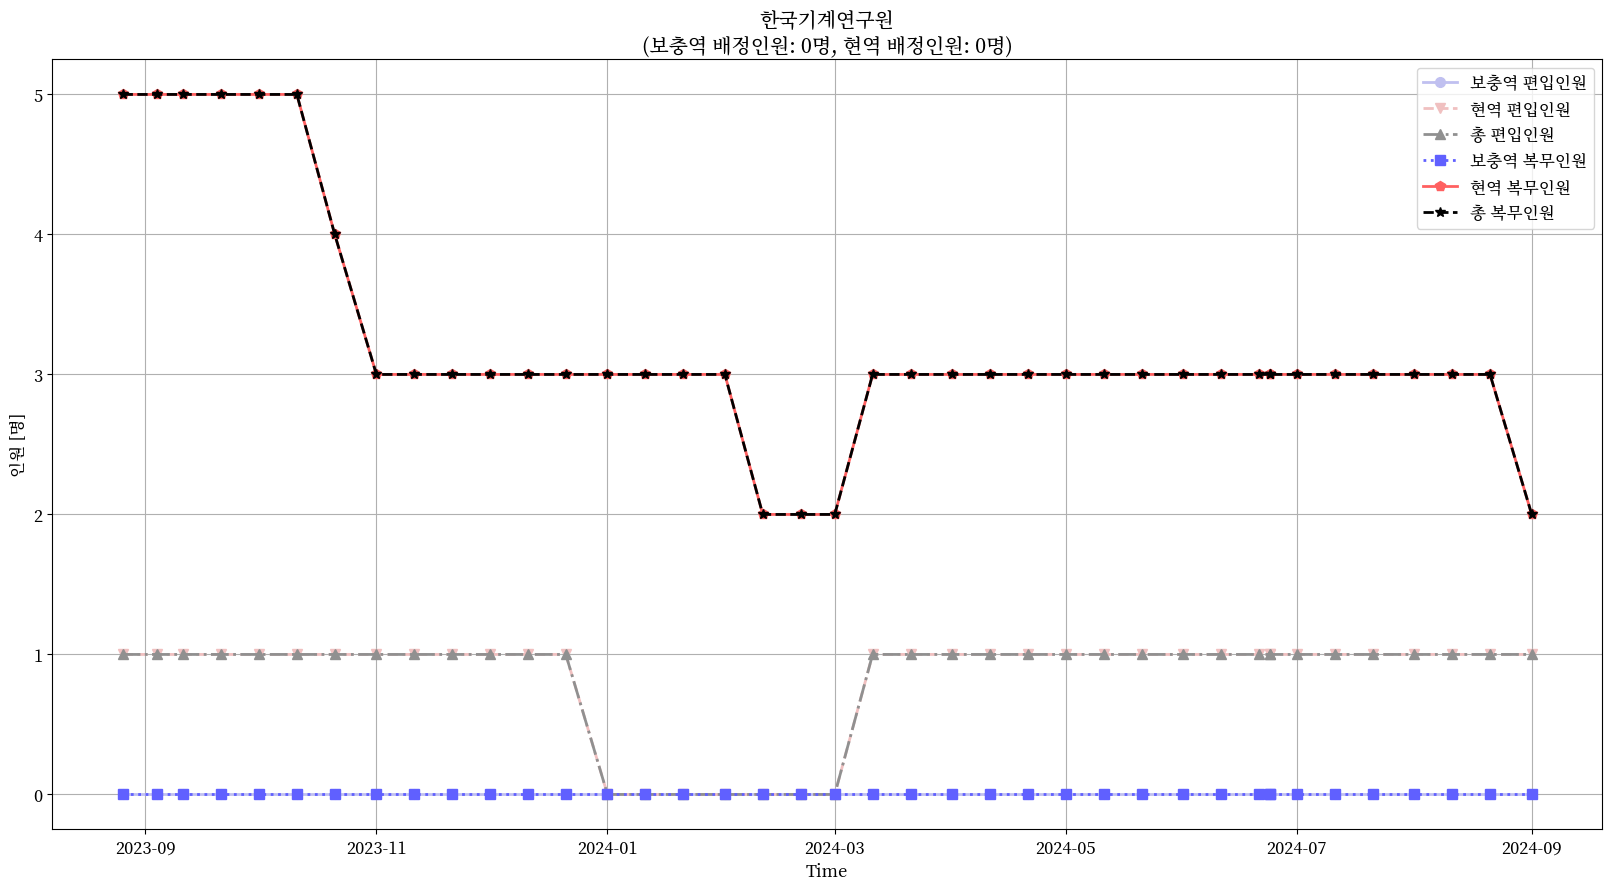 한국기계연구원
(보충역 배정인원: 0명, 현역 배정인원: 0명)
보충역 편입인원
현역 편입인원
총 편입인원
보충역 복무인원
현역 복무인원
총 복무인원
인원 [명]
5
4
3
2
1
0
2023-09
2023-11
2024-01
2024-03
2024-05
2024-07
2024-09
Time